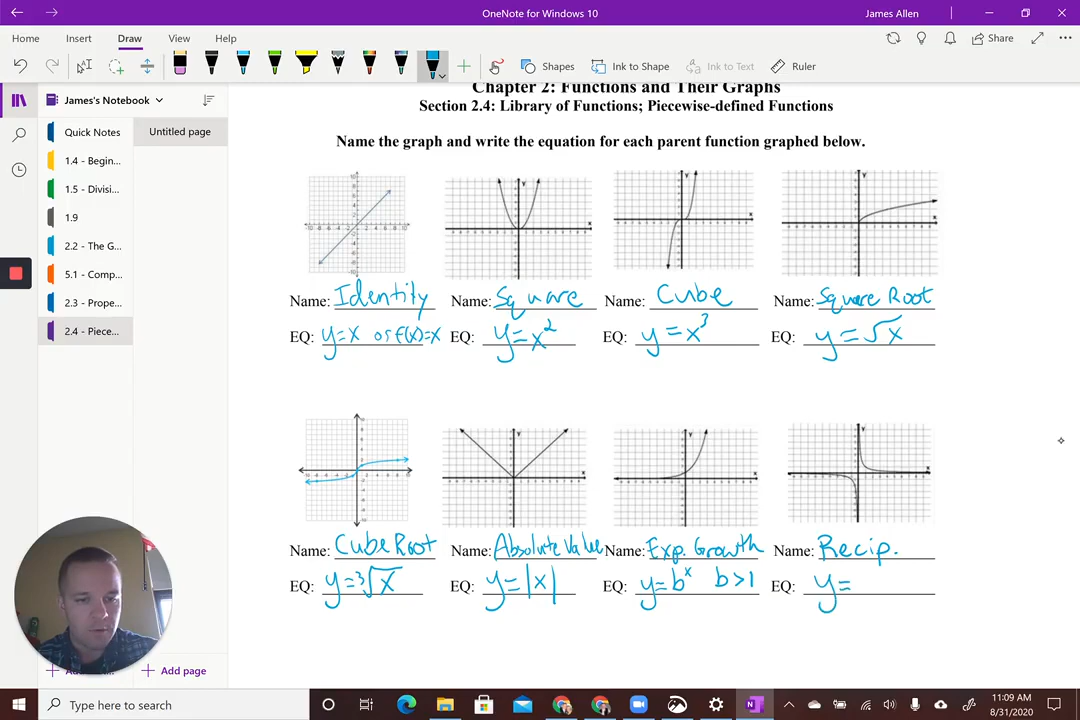 OneNote for Windows 10
James Allen
Home Insert Draw View Help
Share
Shapes Ink to Shape Ink to Text Ruler
James's Notebook
Quick Notes
1.4 - Begin...
1.5 - Divisi...
1.9
2.2 - The G...
5.1 - Comp...
2.3 - Prope...
2.4 - Piece...
Untitled page
Chapter 2: Functions and Their Graphs
Section 2.4: Library of Functions; Piecewise-defined Functions
Name the graph and write the equation for each parent function graphed below.
Name: Identity Name: Square Name: Cube Name: Square Root
EQ: y=x or f(x)=x EQ: y=x² EQ: y=x³ EQ: y=√x
Name: Cube Root Name: Absolute Value Name: Exp. Growth Name: Recip.
EQ: y=³√x EQ: y=|x| EQ: y=bˣ b>1 EQ: y=
Add page
Type here to search
11:09 AM
8/31/2020